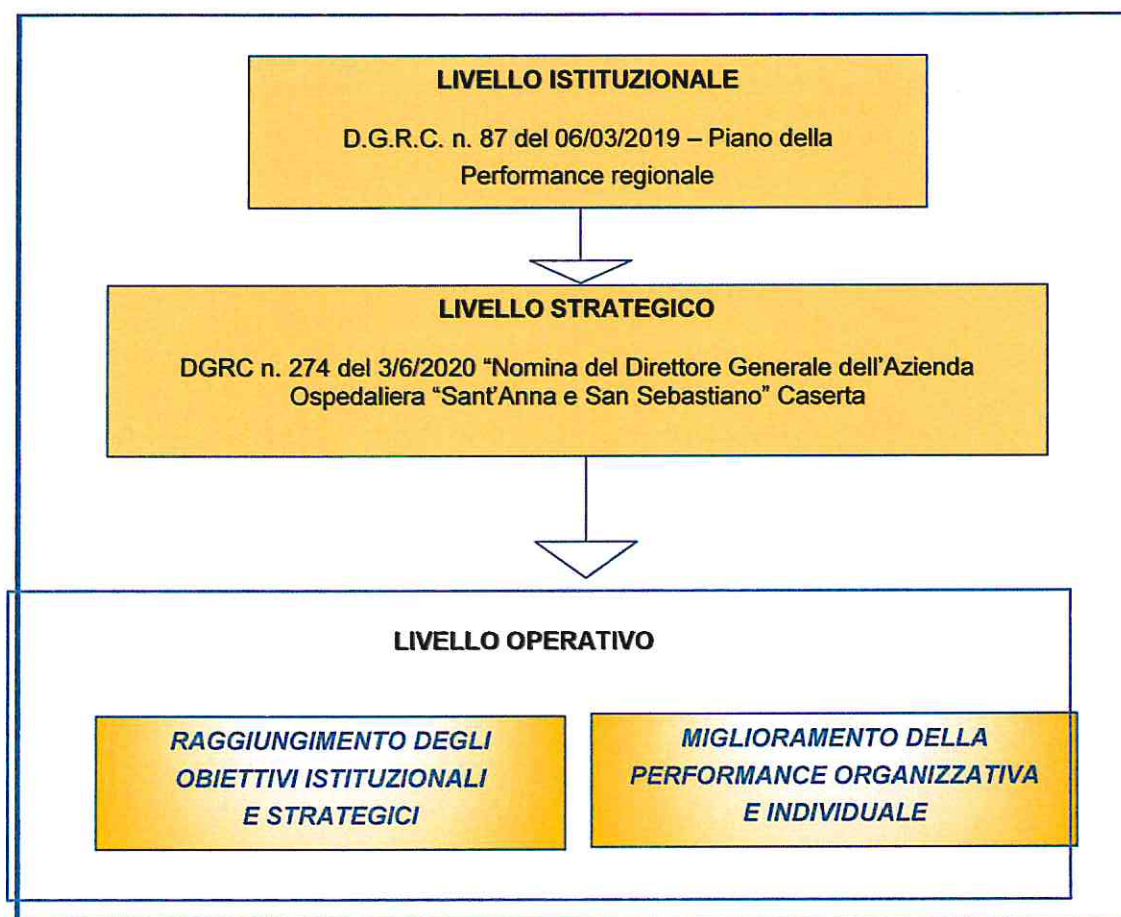 LIVELLO ISTITUZIONALE
D.G.R.C. n. 87 del 06/03/2019 – Piano della
Performance regionale
LIVELLO STRATEGICO
DGRC n. 274 del 3/6/2020 “Nomina del Direttore Generale dell’Azienda
Ospedaliera “Sant’Anna e San Sebastiano” Caserta
LIVELLO OPERATIVO
RAGGIUNGIMENTO DEGLI
OBIETTIVI ISTITUZIONALI
E STRATEGICI
MIGLIORAMENTO DELLA
PERFORMANCE ORGANIZZATIVA
E INDIVIDUALE